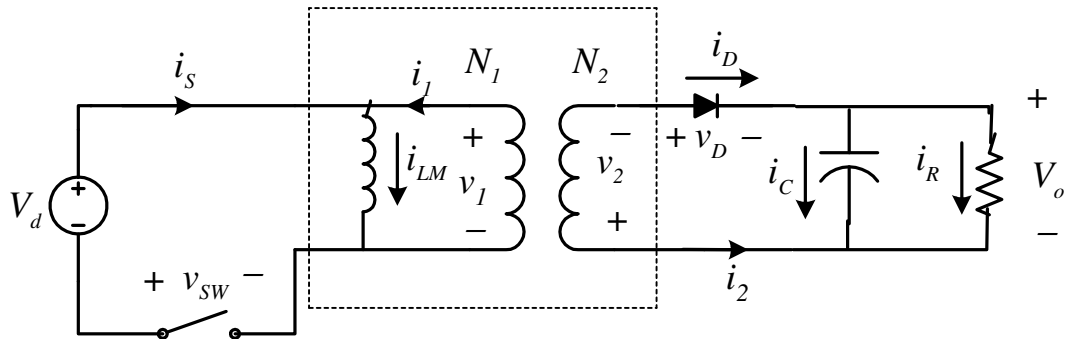 i_S
i_1
N_1
N_2
i_D
+
+
−
+ v_D −
V_d
+
−
i_LM
v_1
v_2
i_C
i_R
V_o
−
+
−
+ v_SW −
i_2